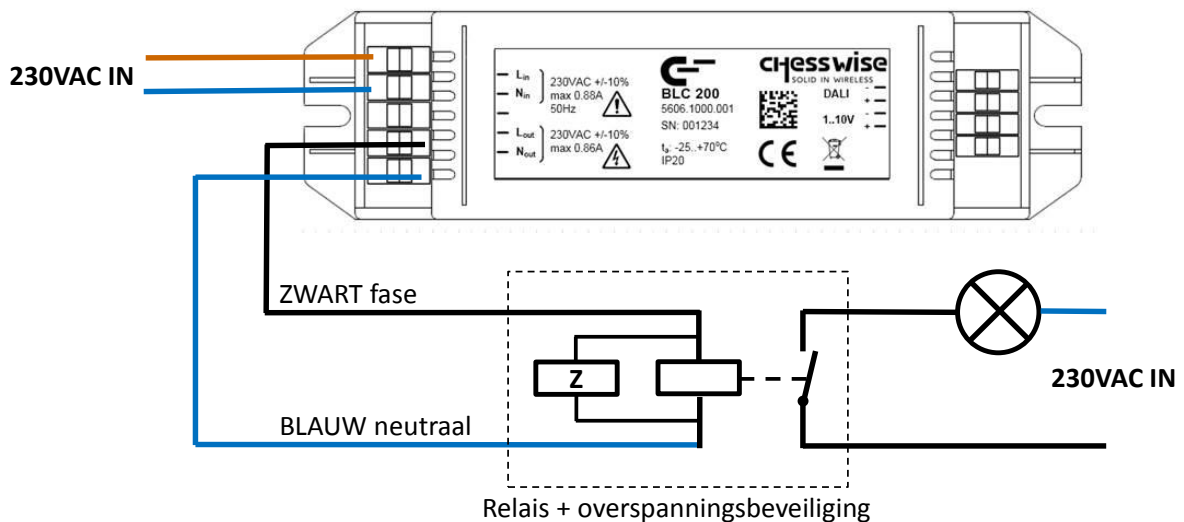 230VAC IN
Lin
Nin
230VAC +/-10%
max 0.88A
50Hz
Lout
Nout
230VAC +/-10%
max 0.86A
BLC 200
5606.1000.001
SN: 001234
ta: -25..+70°C
IP20
CHESS WISE
SOLID IN WIRELESS
DALI - +
1..10V - +
CE
ZWART fase
Z
BLAUW neutraal
230VAC IN
Relais + overspanningsbeveiliging